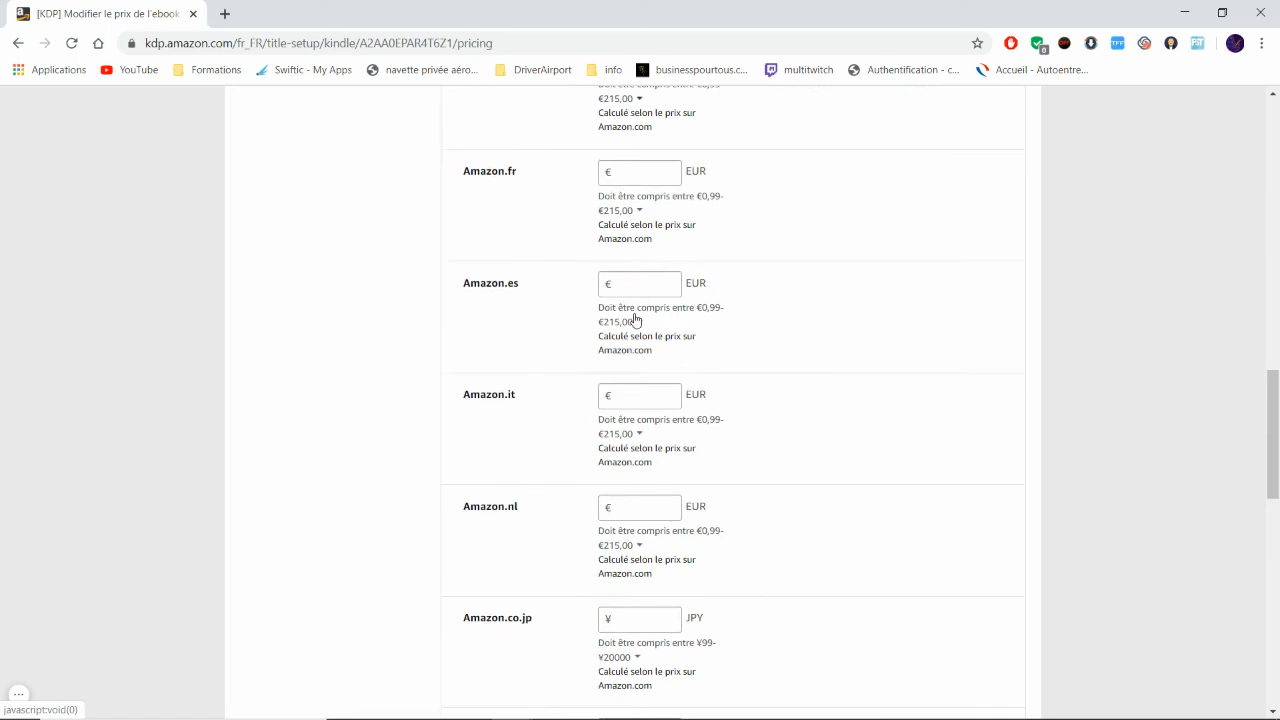 [KDP] Modifier le prix de l'ebook
kdp.amazon.com/fr_FR/title-setup/kindle/A2AA0EPAR4T6Z1/pricing
Applications YouTube Formations Swiftic - My Apps navette privée aéro... DriverAirport info businesspourtous.c... multitwitch Authentification - c... Accueil - Autoentre...
€215,00
Calculé selon le prix sur
Amazon.com
Amazon.fr € EUR
Doit être compris entre €0,99-
€215,00
Calculé selon le prix sur
Amazon.com
Amazon.es € EUR
Doit être compris entre €0,99-
€215,00
Calculé selon le prix sur
Amazon.com
Amazon.it € EUR
Doit être compris entre €0,99-
€215,00
Calculé selon le prix sur
Amazon.com
Amazon.nl € EUR
Doit être compris entre €0,99-
€215,00
Calculé selon le prix sur
Amazon.com
Amazon.co.jp ¥ JPY
Doit être compris entre ¥99-
¥20000
Calculé selon le prix sur
Amazon.com
...
javascript:void(0)